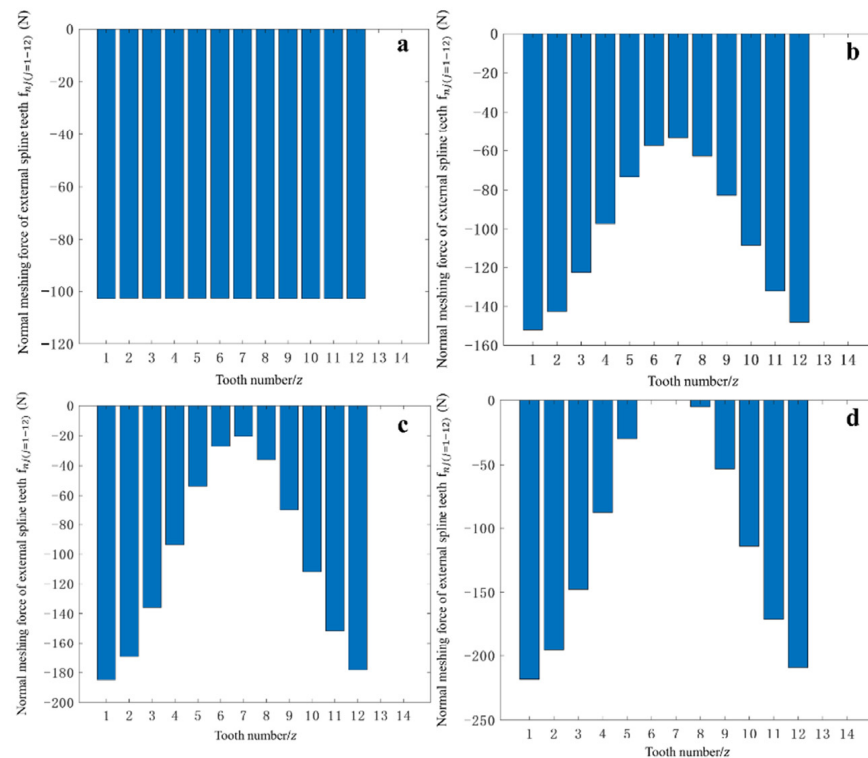 Normal meshing force of external spline teeth f_{nj(j=1−12)} (N)
0
−20
−40
−60
−80
−100
−120
1 2 3 4 5 6 7 8 9 10 11 12 13 14
Tooth number/z
a
Normal meshing force of external spline teeth f_{nj(j=1−12)} (N)
0
−20
−40
−60
−80
−100
−120
−140
−160
1 2 3 4 5 6 7 8 9 10 11 12 13 14
Tooth number/z
b
Normal meshing force of external spline teeth f_{nj(j=1−12)} (N)
0
−20
−40
−60
−80
−100
−120
−140
−160
−180
−200
1 2 3 4 5 6 7 8 9 10 11 12 13 14
Tooth number/z
c
Normal meshing force of external spline teeth f_{nj(j=1−12)} (N)
0
−50
−100
−150
−200
−250
1 2 3 4 5 6 7 8 9 10 11 12 13 14
Tooth number/z
d